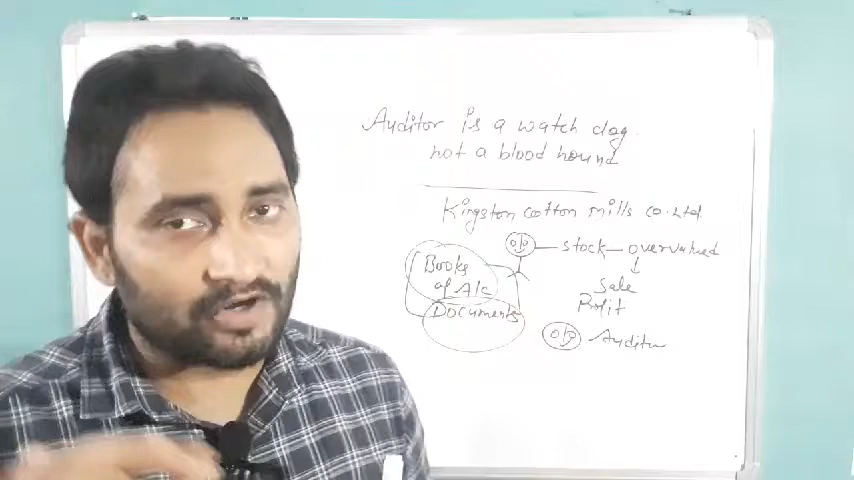 Auditor is a watch dog
not a blood hound
Kingston cotton mills co. Ltd.
stock — overvalued
Books
of A/c
Sale
Profit
Documents
Auditor